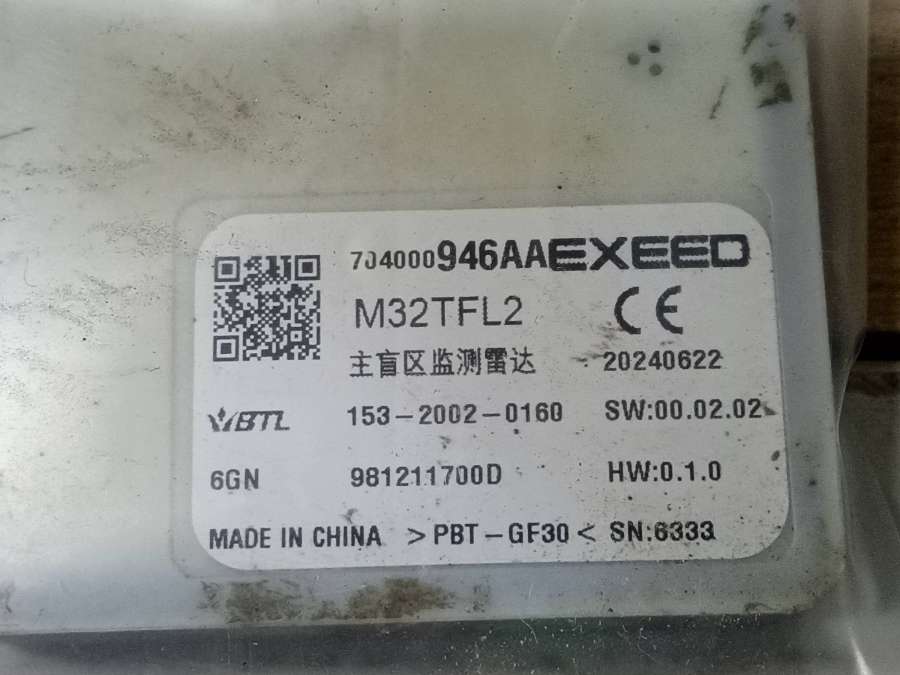 704000946AA EXEED
M32TFL2 CE
主盲区监测雷达 20240622
BTL 153-2002-0160 SW:00.02.02
6GN 981211700D HW:0.1.0
MADE IN CHINA >PBT-GF30< SN:6333